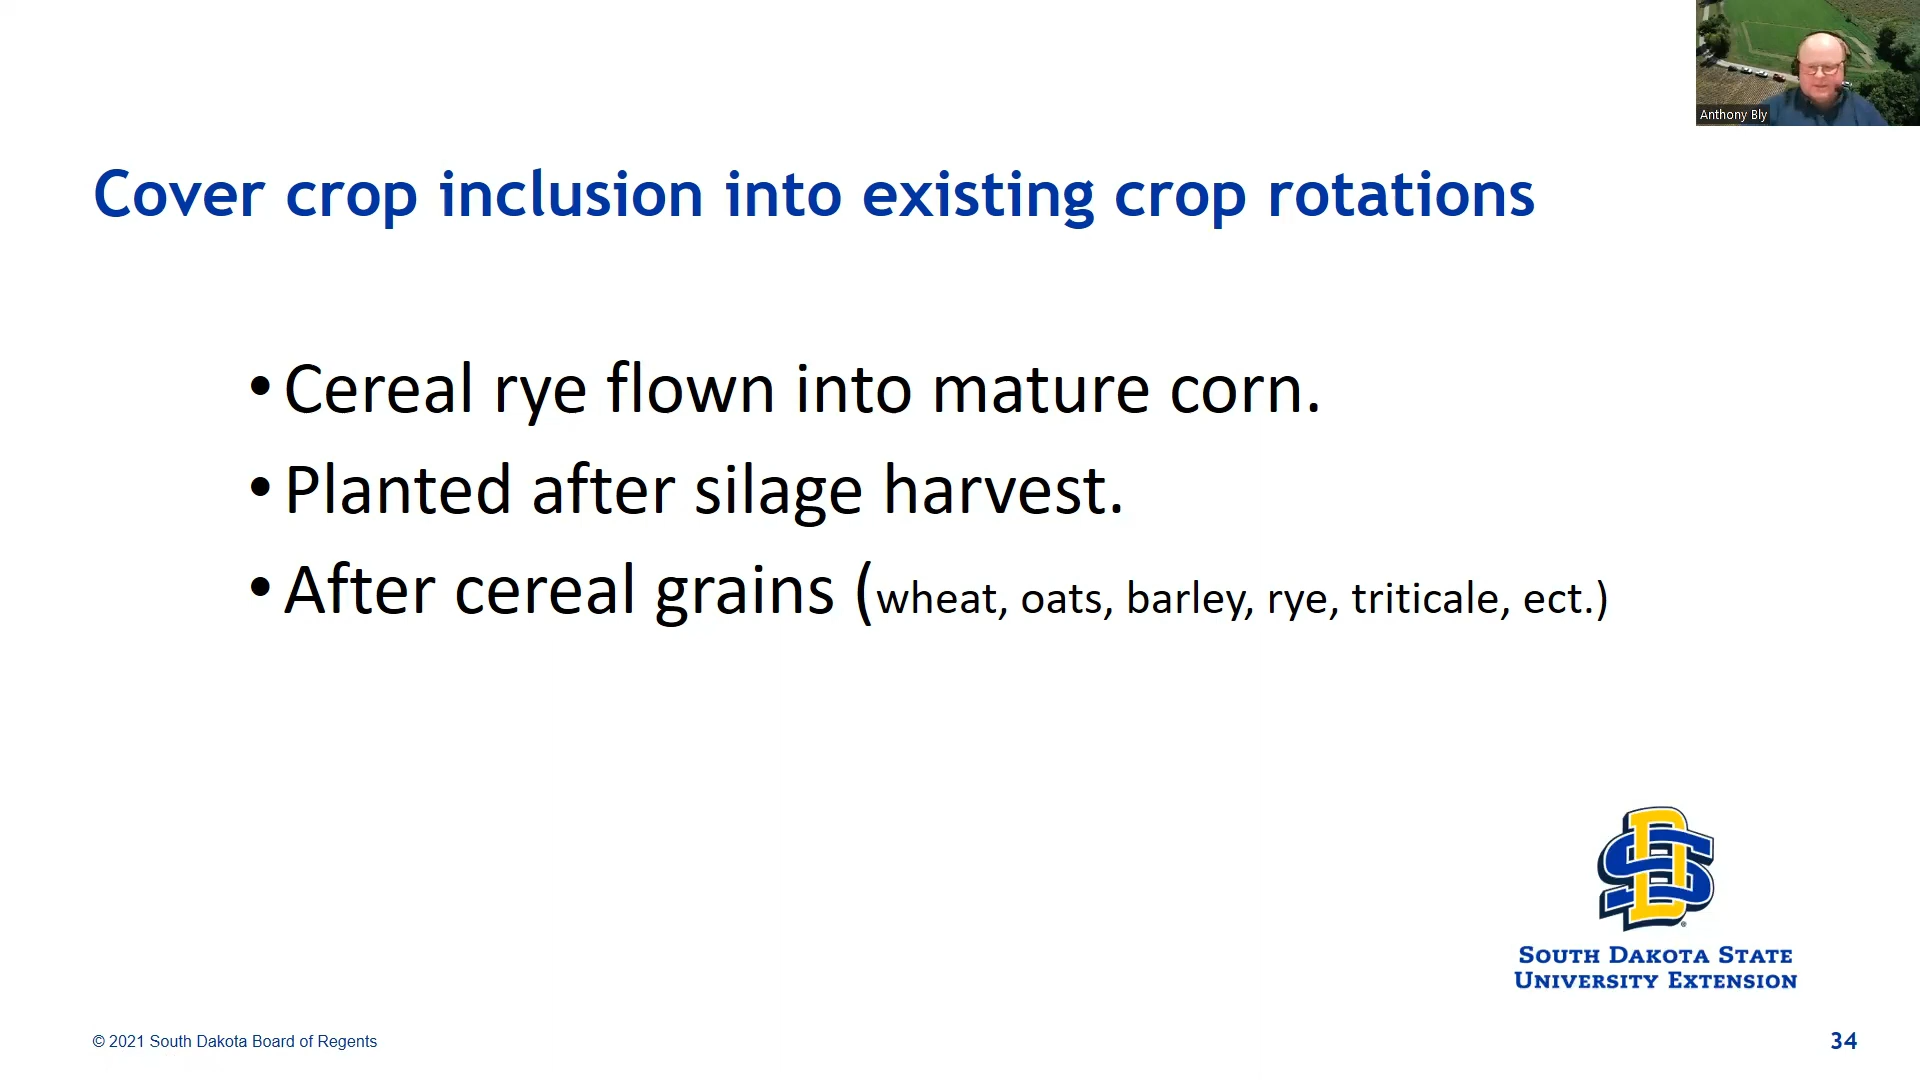 Anthony Bly
Cover crop inclusion into existing crop rotations
• Cereal rye flown into mature corn.
• Planted after silage harvest.
• After cereal grains (wheat, oats, barley, rye, triticale, ect.)
SD
SOUTH DAKOTA STATE
UNIVERSITY EXTENSION
© 2021 South Dakota Board of Regents
34